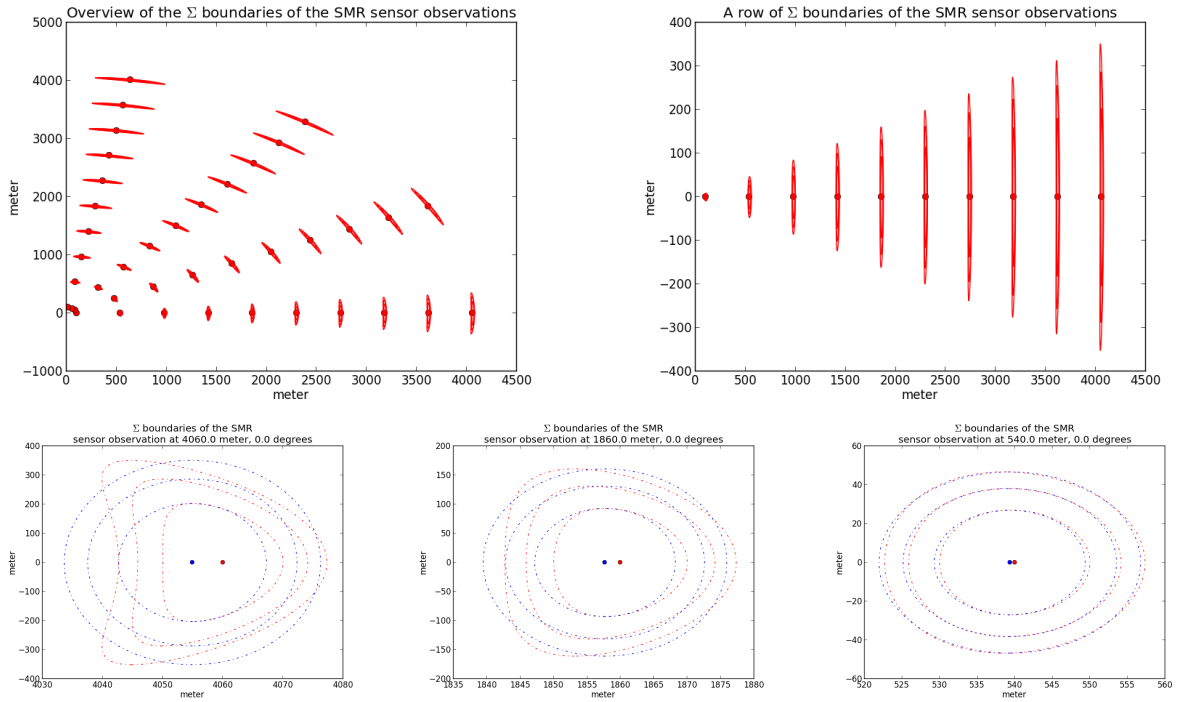 Overview of the Σ boundaries of the SMR sensor observations
5000
4000
3000
2000
1000
0
−1000
meter
0 500 1000 1500 2000 2500 3000 3500 4000 4500
meter
A row of Σ boundaries of the SMR sensor observations
400
300
200
100
0
−100
−200
−300
−400
meter
0 500 1000 1500 2000 2500 3000 3500 4000 4500
meter
Σ boundaries of the SMR
sensor observation at 4060.0 meter, 0.0 degrees
400
300
200
100
0
−100
−200
−300
−400
meter
4030 4040 4050 4060 4070 4080
meter
Σ boundaries of the SMR
sensor observation at 1860.0 meter, 0.0 degrees
200
150
100
50
0
−50
−100
−150
−200
meter
1835 1840 1845 1850 1855 1860 1865 1870 1875 1880
meter
Σ boundaries of the SMR
sensor observation at 540.0 meter, 0.0 degrees
60
40
20
0
−20
−40
−60
meter
520 525 530 535 540 545 550 555 560
meter